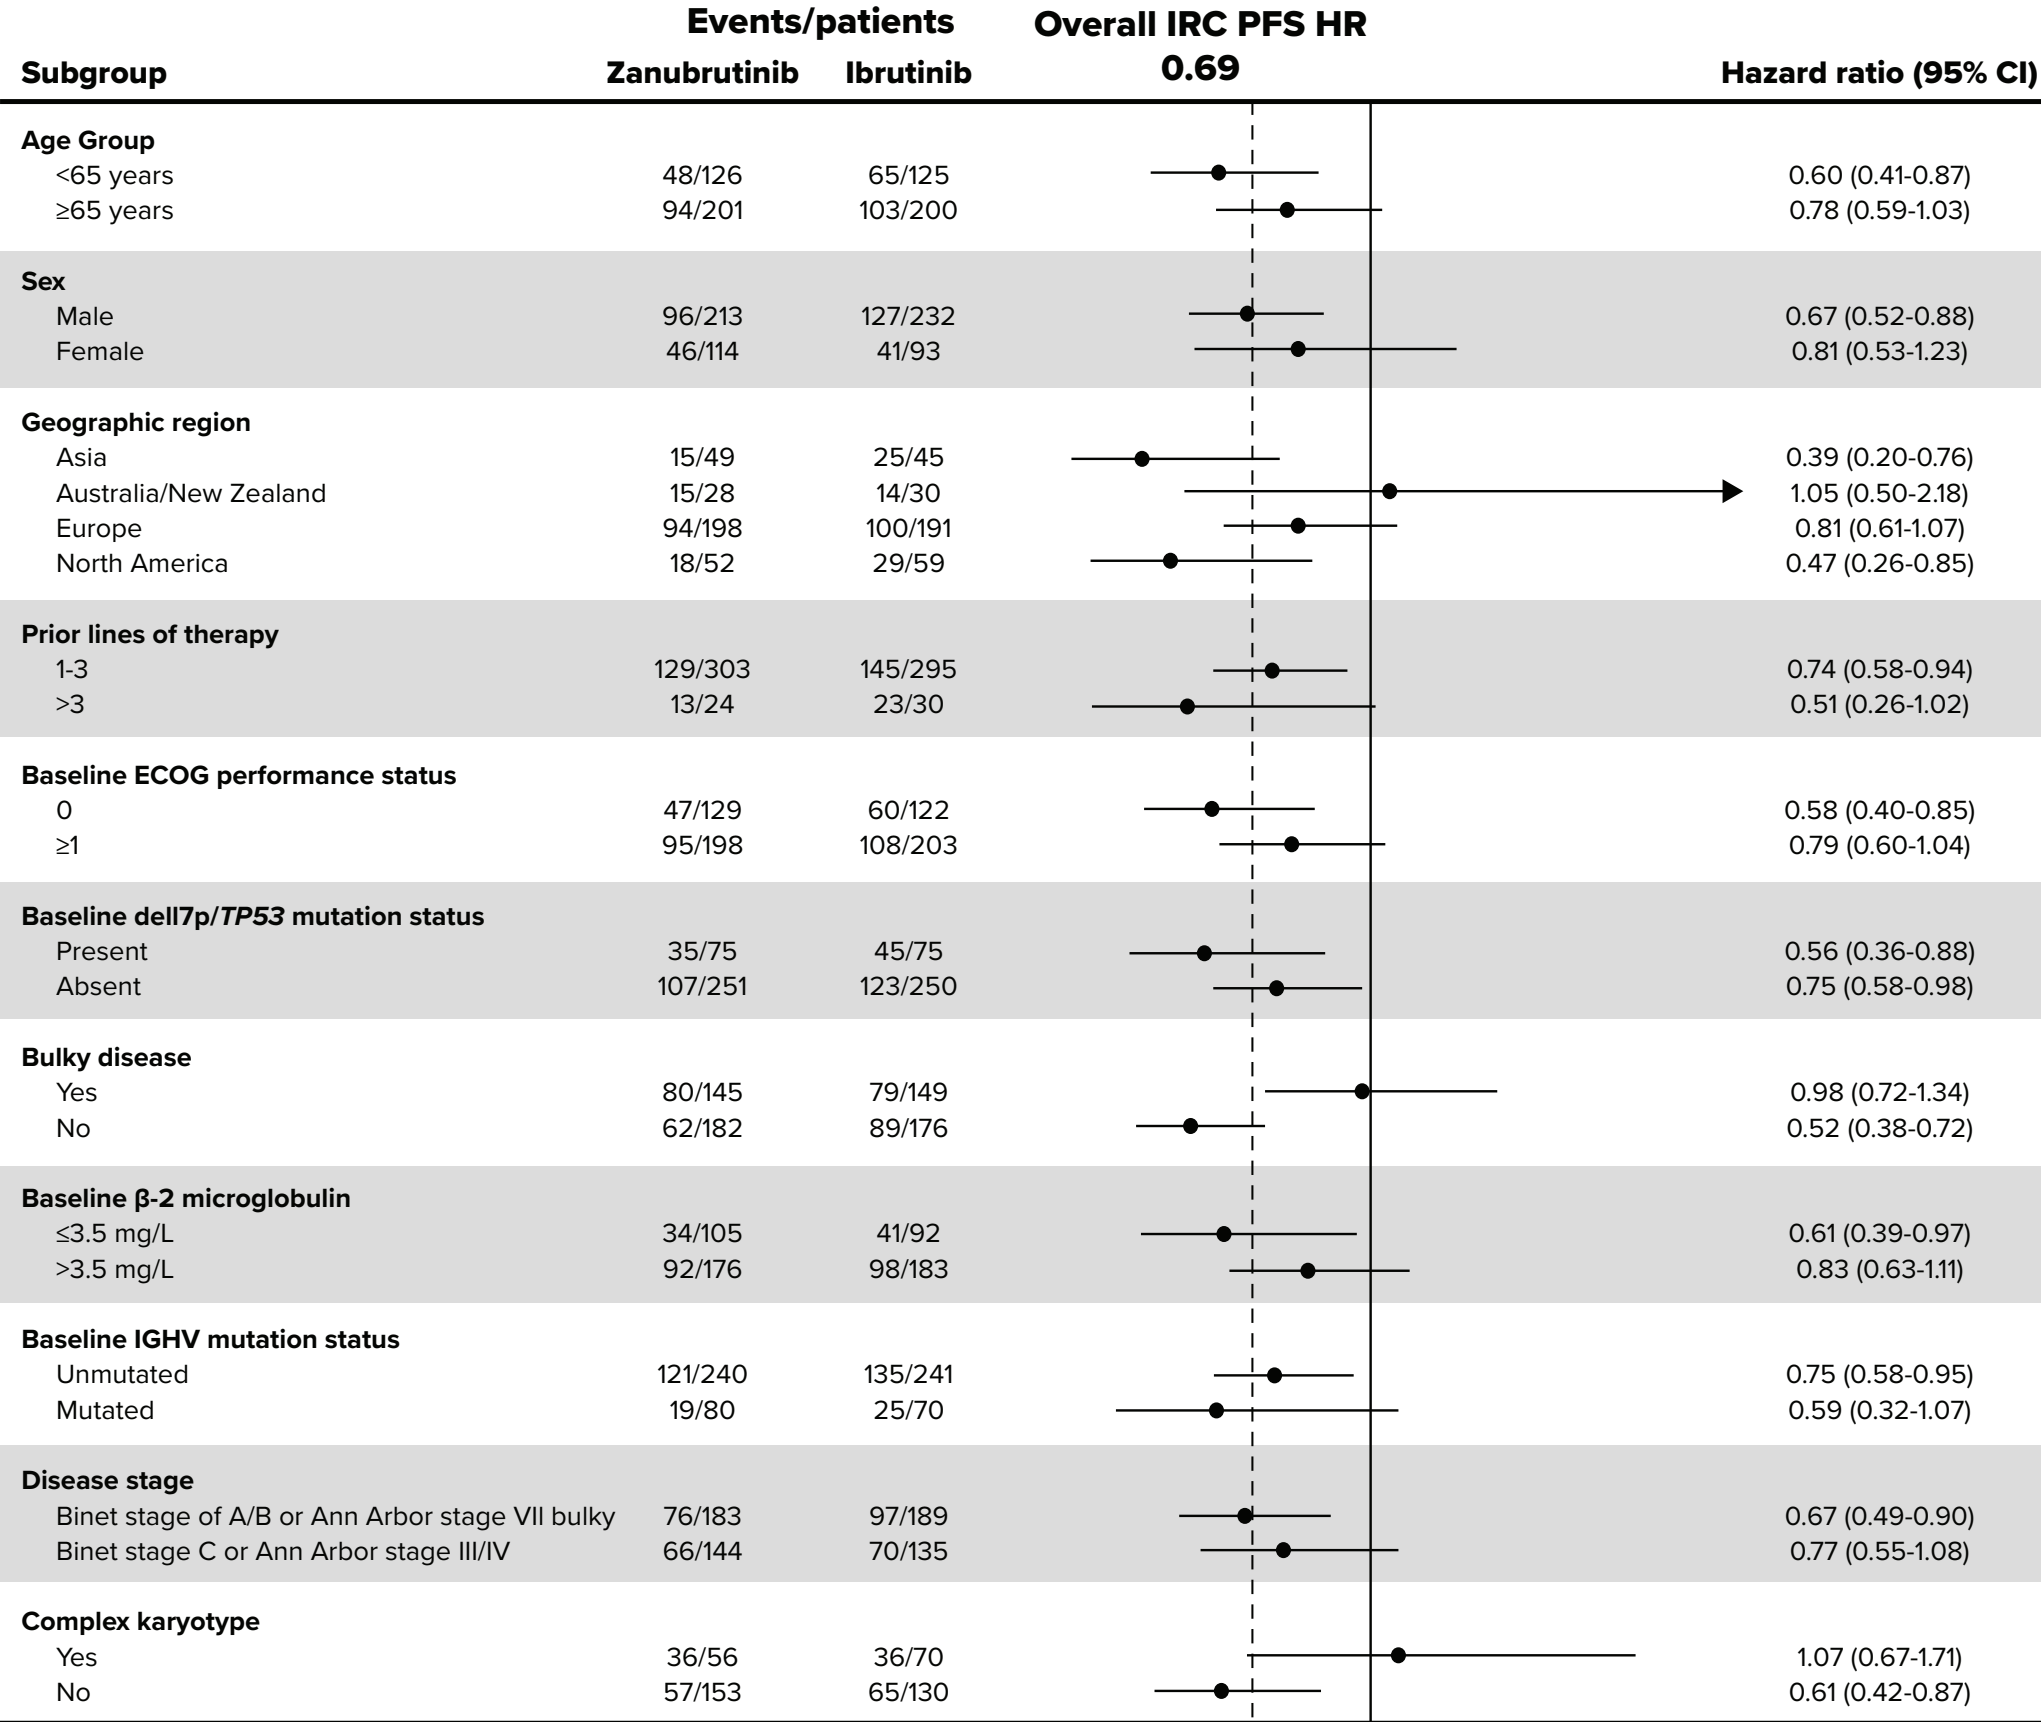 Events/patients Overall IRC PFS HR
Subgroup Zanubrutinib Ibrutinib 0.69 Hazard ratio (95% CI)
Age Group
<65 years 48/126 65/125 0.60 (0.41-0.87)
≥65 years 94/201 103/200 0.78 (0.59-1.03)
Sex
Male 96/213 127/232 0.67 (0.52-0.88)
Female 46/114 41/93 0.81 (0.53-1.23)
Geographic region
Asia 15/49 25/45 0.39 (0.20-0.76)
Australia/New Zealand 15/28 14/30 1.05 (0.50-2.18)
Europe 94/198 100/191 0.81 (0.61-1.07)
North America 18/52 29/59 0.47 (0.26-0.85)
Prior lines of therapy
1-3 129/303 145/295 0.74 (0.58-0.94)
>3 13/24 23/30 0.51 (0.26-1.02)
Baseline ECOG performance status
0 47/129 60/122 0.58 (0.40-0.85)
≥1 95/198 108/203 0.79 (0.60-1.04)
Baseline dell7p/TP53 mutation status
Present 35/75 45/75 0.56 (0.36-0.88)
Absent 107/251 123/250 0.75 (0.58-0.98)
Bulky disease
Yes 80/145 79/149 0.98 (0.72-1.34)
No 62/182 89/176 0.52 (0.38-0.72)
Baseline β-2 microglobulin
≤3.5 mg/L 34/105 41/92 0.61 (0.39-0.97)
>3.5 mg/L 92/176 98/183 0.83 (0.63-1.11)
Baseline IGHV mutation status
Unmutated 121/240 135/241 0.75 (0.58-0.95)
Mutated 19/80 25/70 0.59 (0.32-1.07)
Disease stage
Binet stage of A/B or Ann Arbor stage VII bulky 76/183 97/189 0.67 (0.49-0.90)
Binet stage C or Ann Arbor stage III/IV 66/144 70/135 0.77 (0.55-1.08)
Complex karyotype
Yes 36/56 36/70 1.07 (0.67-1.71)
No 57/153 65/130 0.61 (0.42-0.87)